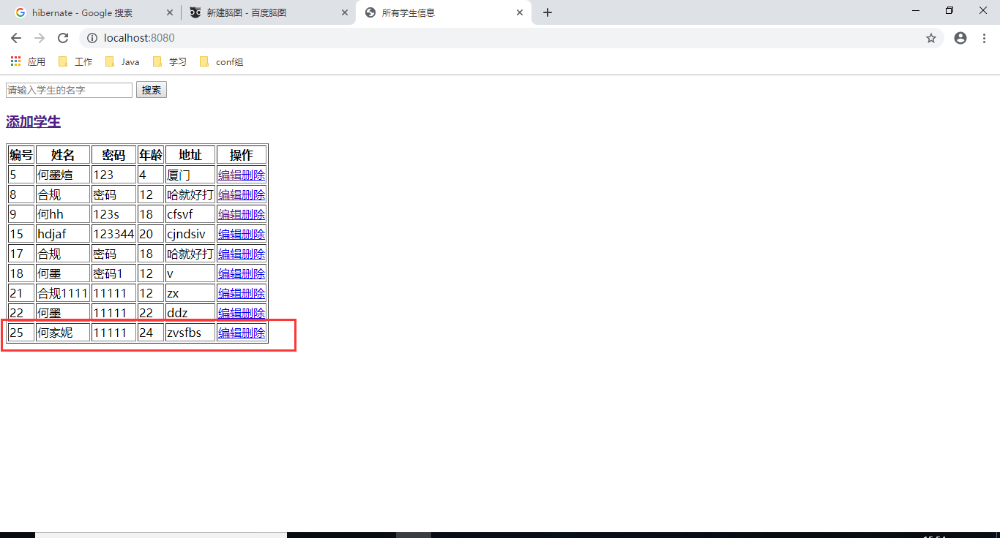 hibernate - Google 搜索
新建脑图 - 百度脑图
所有学生信息
localhost:8080
应用 工作 Java 学习 conf组
请输入学生的名字 搜索
添加学生
编号 姓名 密码 年龄 地址 操作
5 何墨煊 123 4 厦门 编辑删除
8 合规 密码 12 哈就好打 编辑删除
9 何hh 123s 18 cfsvf 编辑删除
15 hdjaf 123344 20 cjndsiv 编辑删除
17 合规 密码 18 哈就好打 编辑删除
18 何墨 密码1 12 v 编辑删除
21 合规1111 11111 12 zx 编辑删除
22 何墨 11111 22 ddz 编辑删除
25 何家妮 11111 24 zvsfbs 编辑删除